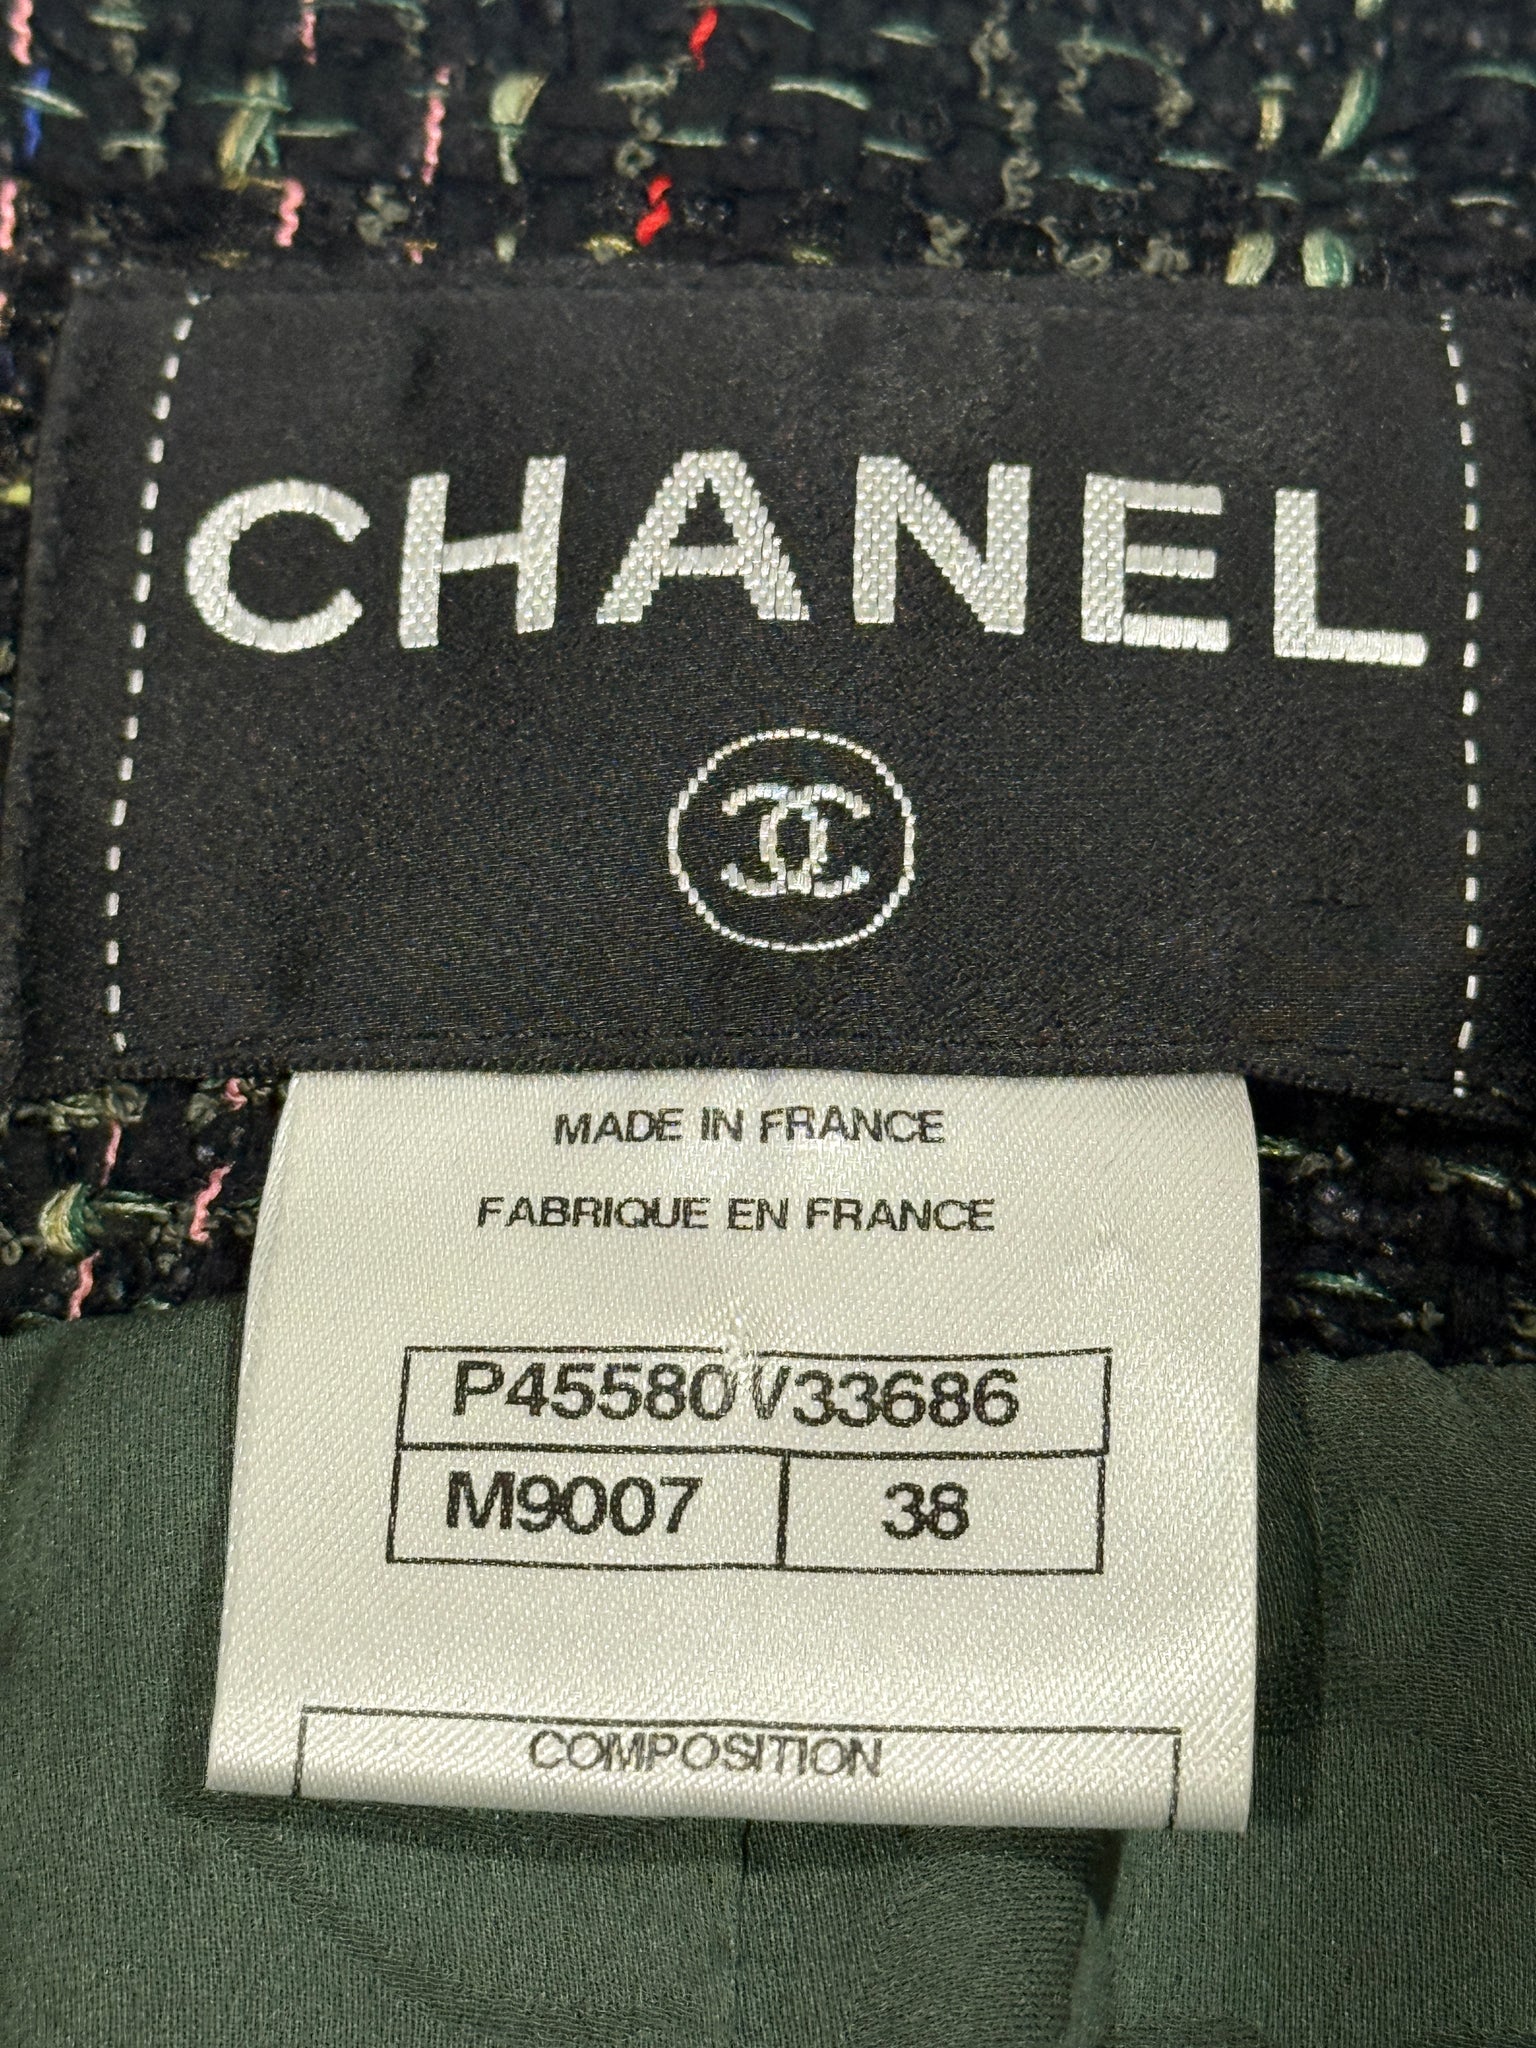 CHANEL
MADE IN FRANCE
FABRIQUE EN FRANCE
P45580V33686
M9007 38
COMPOSITION